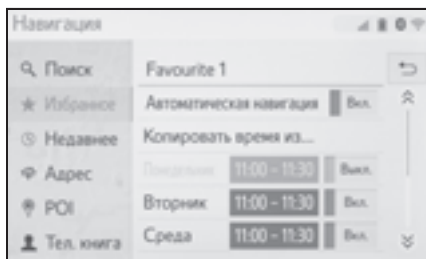 Навигация
Поиск
Favourite 1
Избранное
Автоматическая навигация Вкл.
Недавнее
Копировать время из...
Адрес
Понедельник 11:00 – 11:30 Выкл.
POI
Вторник 11:00 – 11:30 Вкл.
Тел. книга
Среда 11:00 – 11:30 Вкл.